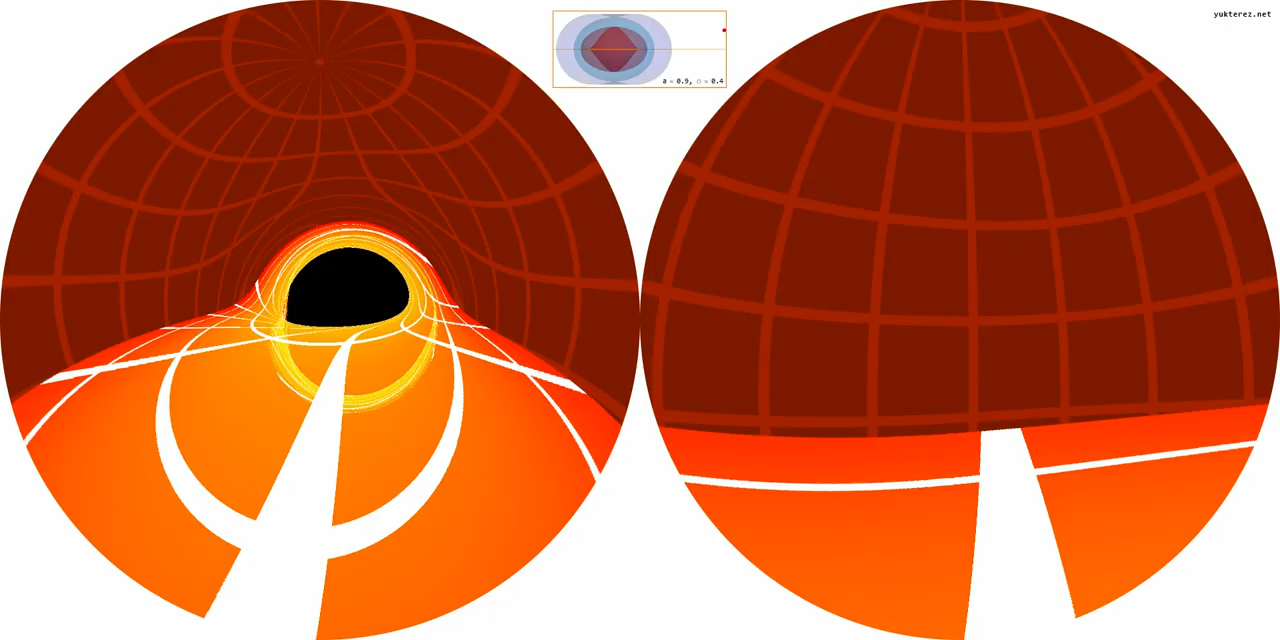 yukterez.net
a = 0.9, ℧ = 0.4